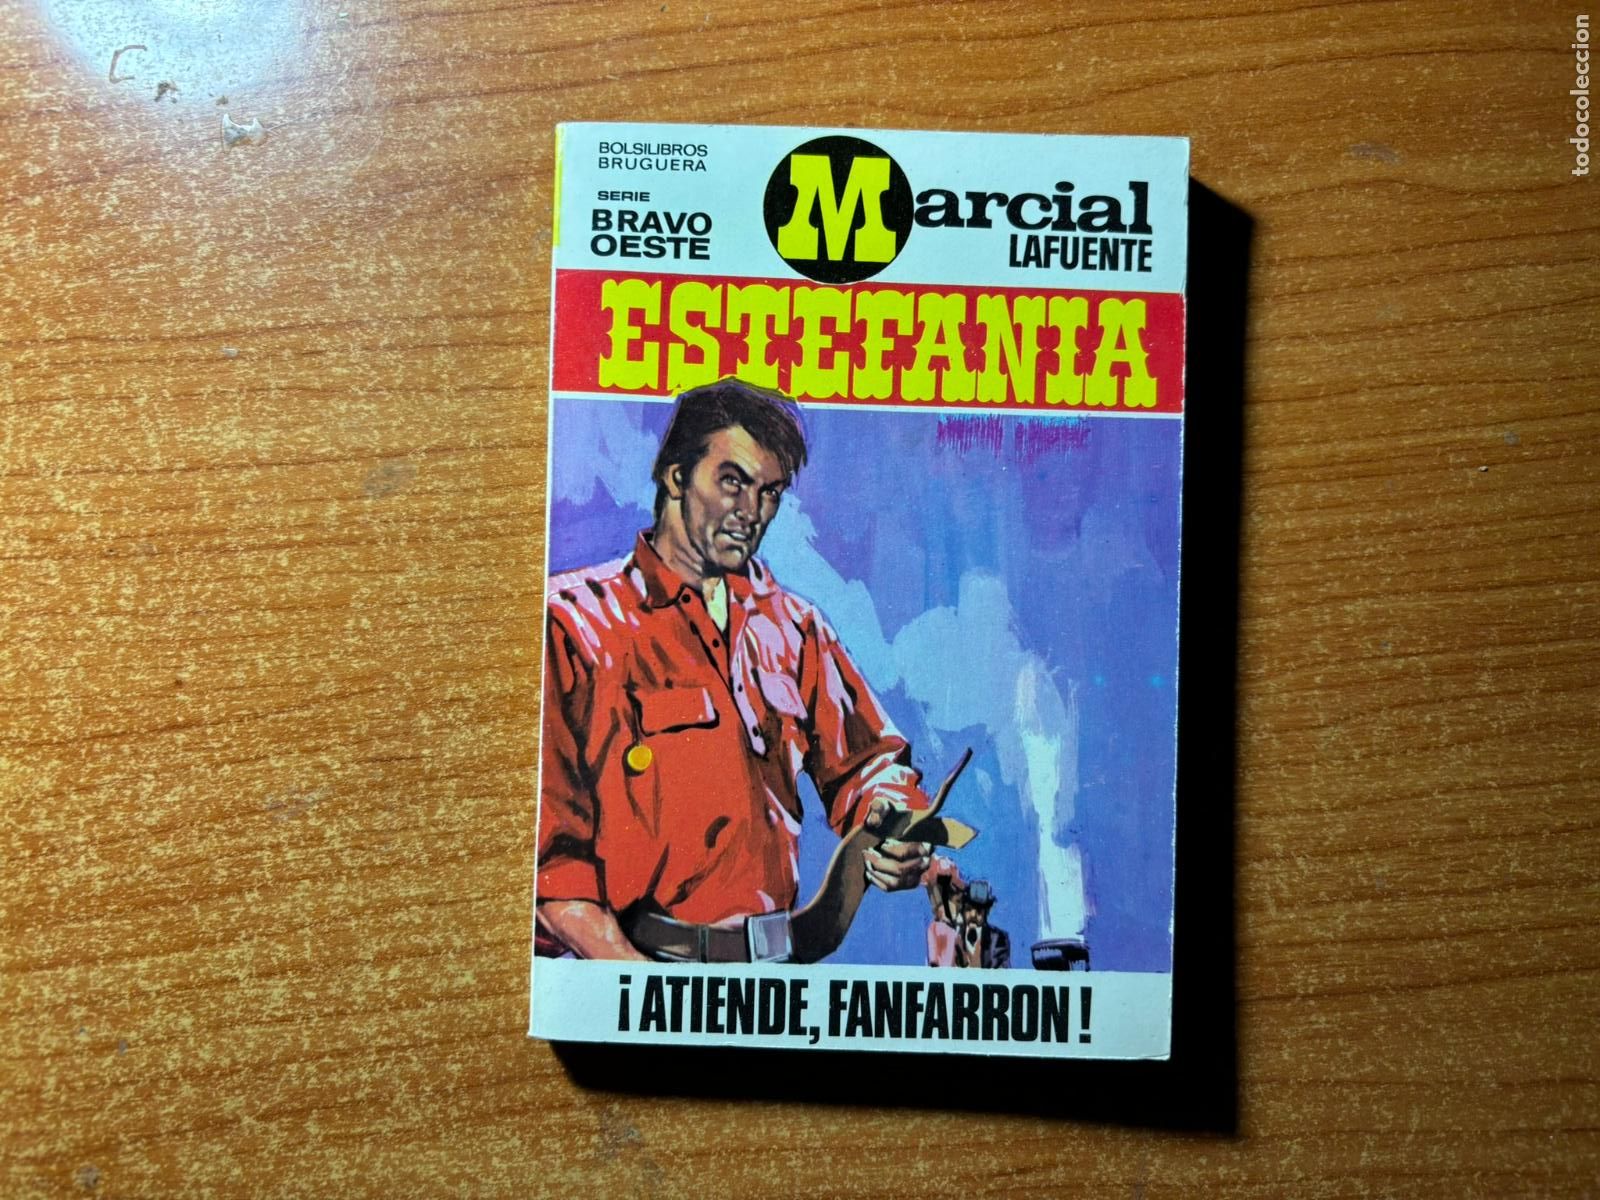 BOLSILIBROS
BRUGUERA
SERIE
BRAVO
OESTE
Marcial
LAFUENTE
ESTEFANIA
¡ATIENDE, FANFARRON!
todocoleccion